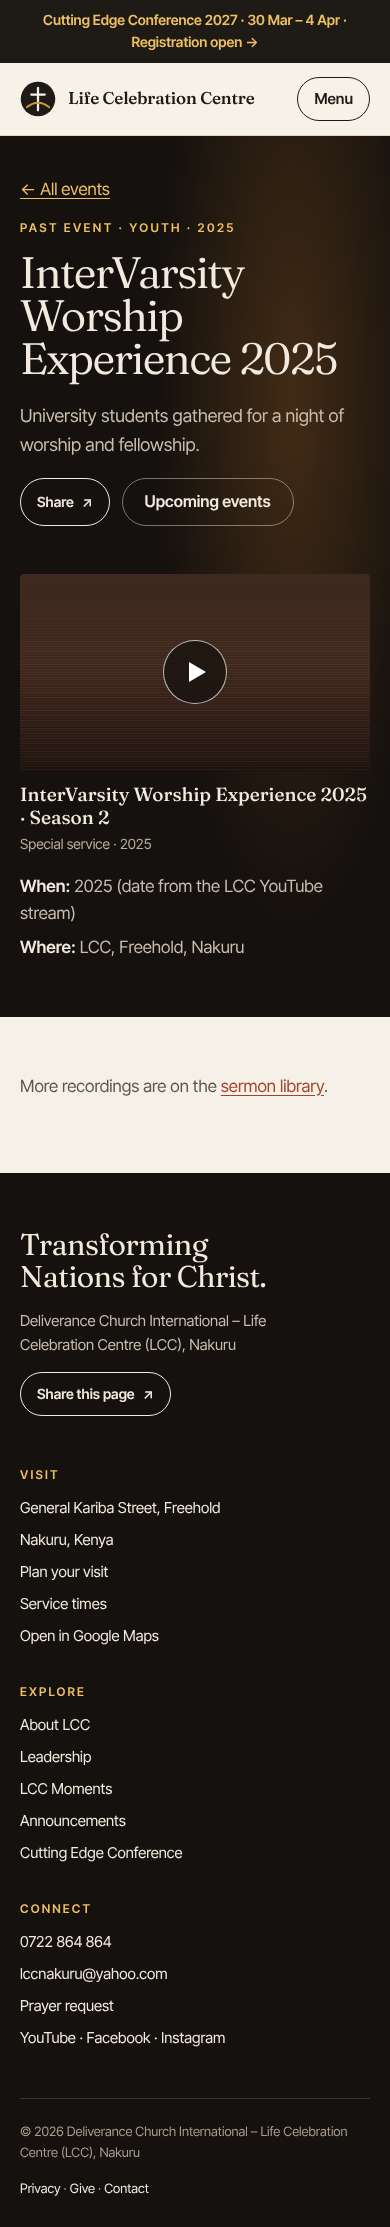 Cutting Edge Conference 2027 · 30 Mar – 4 Apr ·
Registration open →
Life Celebration Centre
Menu
← All events
PAST EVENT · YOUTH · 2025
InterVarsity
Worship
Experience 2025
University students gathered for a night of
worship and fellowship.
Share ↗
Upcoming events
InterVarsity Worship Experience 2025
· Season 2
Special service · 2025
When: 2025 (date from the LCC YouTube
stream)
Where: LCC, Freehold, Nakuru
More recordings are on the sermon library.
Transforming
Nations for Christ.
Deliverance Church International – Life
Celebration Centre (LCC), Nakuru
Share this page ↗
VISIT
General Kariba Street, Freehold
Nakuru, Kenya
Plan your visit
Service times
Open in Google Maps
EXPLORE
About LCC
Leadership
LCC Moments
Announcements
Cutting Edge Conference
CONNECT
0722 864 864
lccnakuru@yahoo.com
Prayer request
YouTube · Facebook · Instagram
© 2026 Deliverance Church International – Life Celebration
Centre (LCC), Nakuru
Privacy · Give · Contact